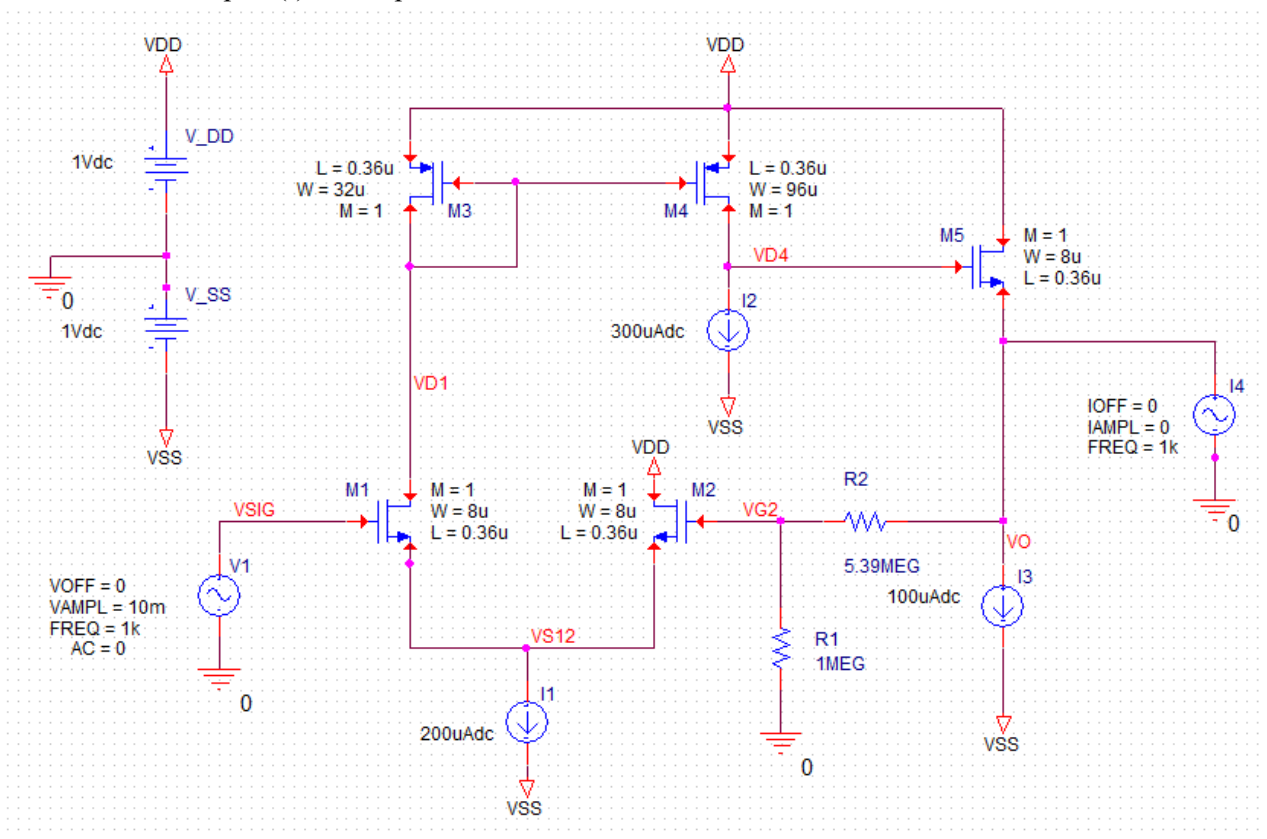 VDD
V_DD
1Vdc
0
V_SS
1Vdc
VSS
VDD
L = 0.36u
W = 32u
M = 1
M3
L = 0.36u
W = 96u
M = 1
M4
M5
M = 1
W = 8u
L = 0.36u
VD4
I2
300uAdc
VSS
VD1
I4
IOFF = 0
IAMPL = 0
FREQ = 1k
0
VDD
M1
M = 1
W = 8u
L = 0.36u
M = 1
W = 8u
L = 0.36u
M2
VSIG
VG2
R2
5.39MEG
VO
V1
VOFF = 0
VAMPL = 10m
FREQ = 1k
AC = 0
0
I3
100uAdc
VSS
VS12
R1
1MEG
0
I1
200uAdc
VSS